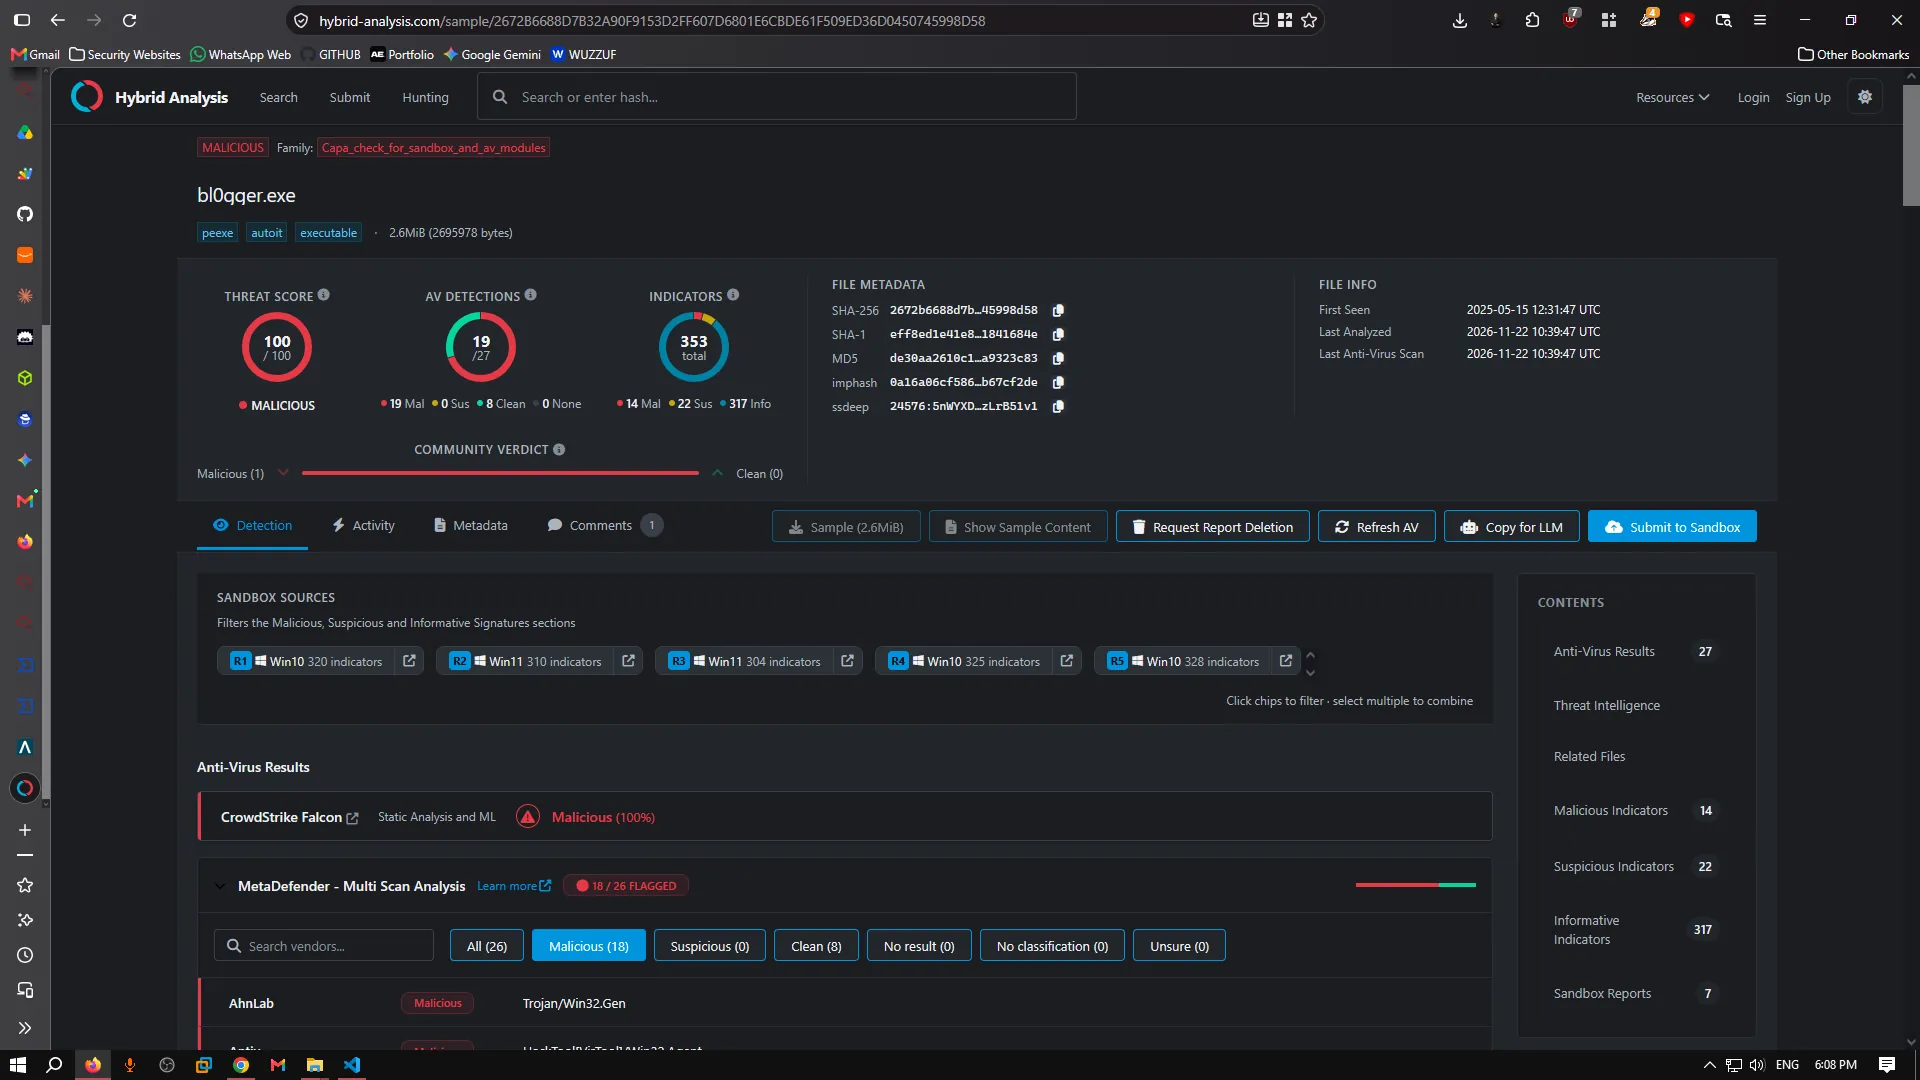 hybrid-analysis.com/sample/2672B6688D7B32A90F9153D2FF607D6801E6CBDE61F509ED36D0450745998D58
7
4
Gmail Security Websites WhatsApp Web GITHUB AE Portfolio Google Gemini W WUZZUF Other Bookmarks
Hybrid Analysis Search Submit Hunting Search or enter hash... Resources Login Sign Up
MALICIOUS Family: Capa_check_for_sandbox_and_av_modules
bl0gger.exe
peexe autoit executable · 2.6MiB (2695978 bytes)
THREAT SCORE
100
/ 100
MALICIOUS
AV DETECTIONS
19
/27
19 Mal 0 Sus 8 Clean 0 None
INDICATORS
353
total
14 Mal 22 Sus 317 Info
COMMUNITY VERDICT
Malicious (1) Clean (0)
FILE METADATA
SHA-256 2672b6688d7b…45998d58
SHA-1 eff8ed1e41e8…1841684e
MD5 de30aa2610c1…a9323c83
imphash 0a16a06cf586…b67cf2de
ssdeep 24576:5nWYXD…zLrB51v1
FILE INFO
First Seen 2025-05-15 12:31:47 UTC
Last Analyzed 2026-11-22 10:39:47 UTC
Last Anti-Virus Scan 2026-11-22 10:39:47 UTC
Detection Activity Metadata Comments 1 Sample (2.6MiB) Show Sample Content Request Report Deletion Refresh AV Copy for LLM Submit to Sandbox
SANDBOX SOURCES
Filters the Malicious, Suspicious and Informative Signatures sections
R1 Win10 320 indicators R2 Win11 310 indicators R3 Win11 304 indicators R4 Win10 325 indicators R5 Win10 328 indicators
Click chips to filter · select multiple to combine
Anti-Virus Results
CrowdStrike Falcon Static Analysis and ML Malicious (100%)
MetaDefender - Multi Scan Analysis Learn more 18 / 26 FLAGGED
Search vendors... All (26) Malicious (18) Suspicious (0) Clean (8) No result (0) No classification (0) Unsure (0)
AhnLab Malicious Trojan/Win32.Gen
CONTENTS
Anti-Virus Results 27
Threat Intelligence
Related Files
Malicious Indicators 14
Suspicious Indicators 22
Informative Indicators 317
Sandbox Reports 7
ENG 6:08 PM